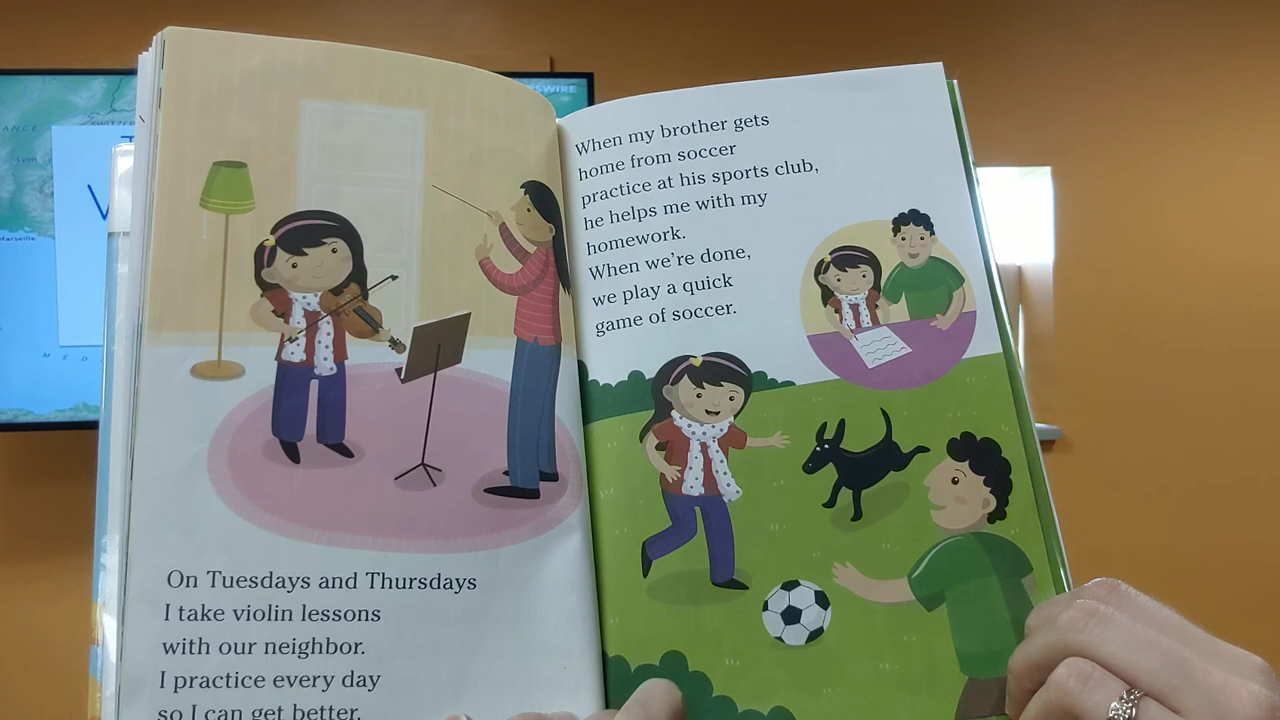 On Tuesdays and Thursdays
I take violin lessons
with our neighbor.
I practice every day
so I can get better.
When my brother gets
home from soccer
practice at his sports club,
he helps me with my
homework.
When we're done,
we play a quick
game of soccer.
Marseille